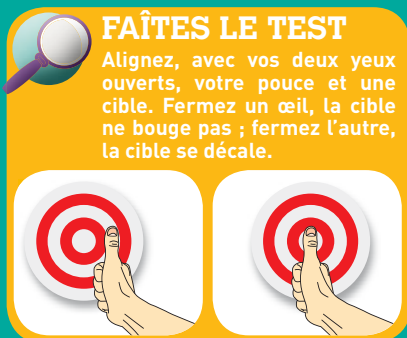 FAÎTES LE TEST
Alignez, avec vos deux yeux
ouverts, votre pouce et une
cible. Fermez un œil, la cible
ne bouge pas ; fermez l’autre,
la cible se décale.